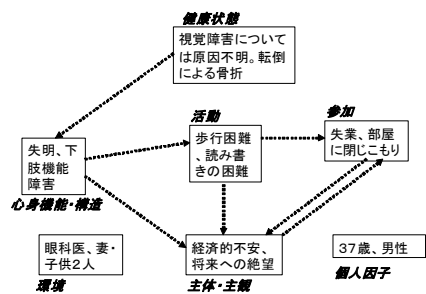 健康状態
視覚障害について
は原因不明。転倒
による骨折
活動
歩行困難
、読み書
きの困難
参加
失業、部屋
に閉じこもり
失明、下
肢機能
障害
心身機能・構造
眼科医、妻・
子供2人
環境
経済的不安、
将来への絶望
主体・主観
37歳、男性
個人因子